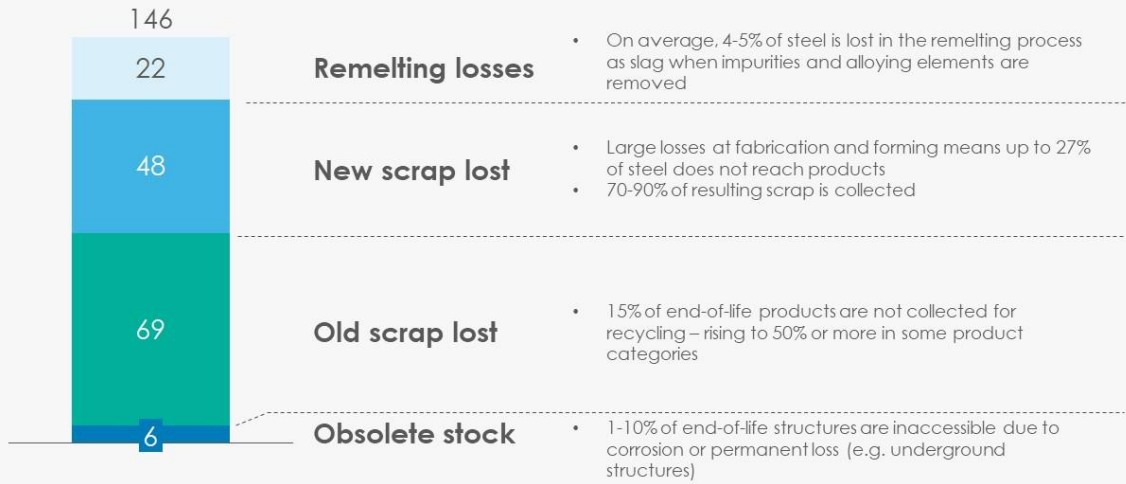 146
22
Remelting losses
• On average, 4-5% of steel is lost in the remelting process
as slag when impurities and alloying elements are
removed
48
New scrap lost
• Large losses at fabrication and forming means up to 27%
of steel does not reach products
• 70-90% of resulting scrap is collected
69
Old scrap lost
• 15% of end-of-life products are not collected for
recycling – rising to 50% or more in some product
categories
6
Obsolete stock
• 1-10% of end-of-life structures are inaccessible due to
corrosion or permanent loss (e.g. underground
structures)